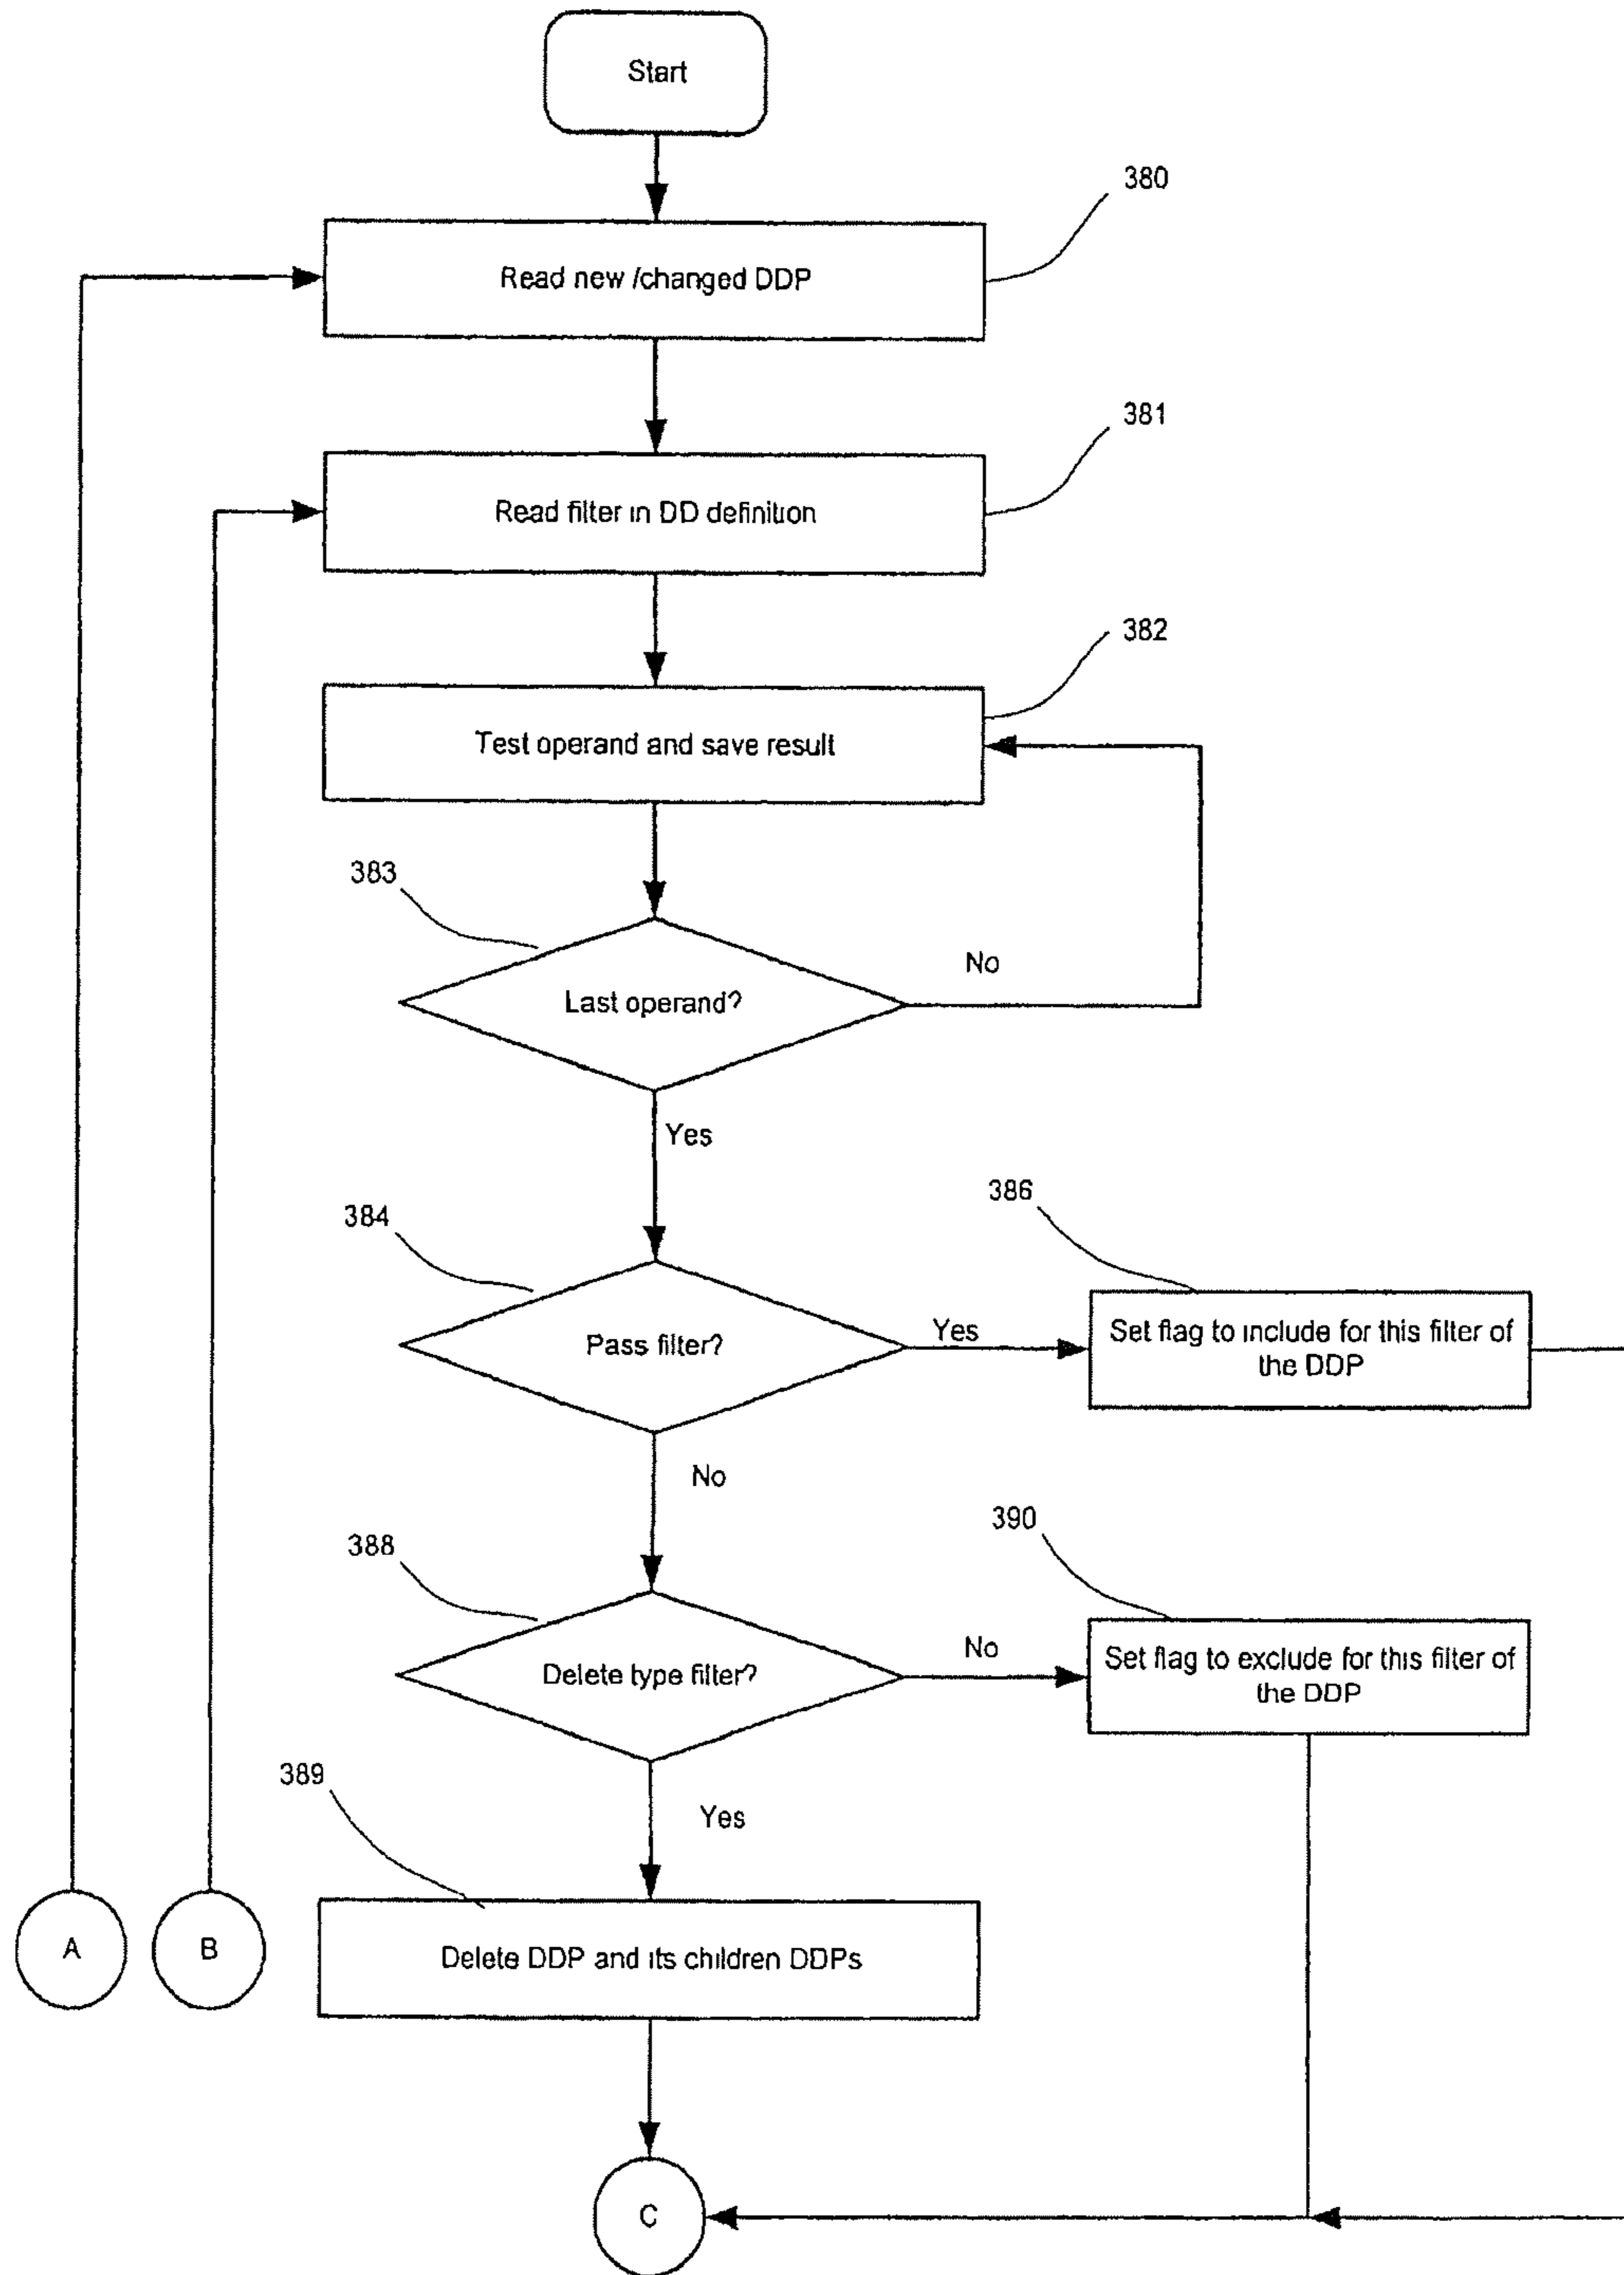 Start
380
Read new /changed DDP
381
Read filter in DD definition
382
Test operand and save result
383
Last operand?
No
Yes
384
Pass filter?
Yes
386
Set flag to include for this filter of
the DDP
No
388
Delete type filter?
No
390
Set flag to exclude for this filter of
the DDP
Yes
389
Delete DDP and its children DDPs
A
B
C